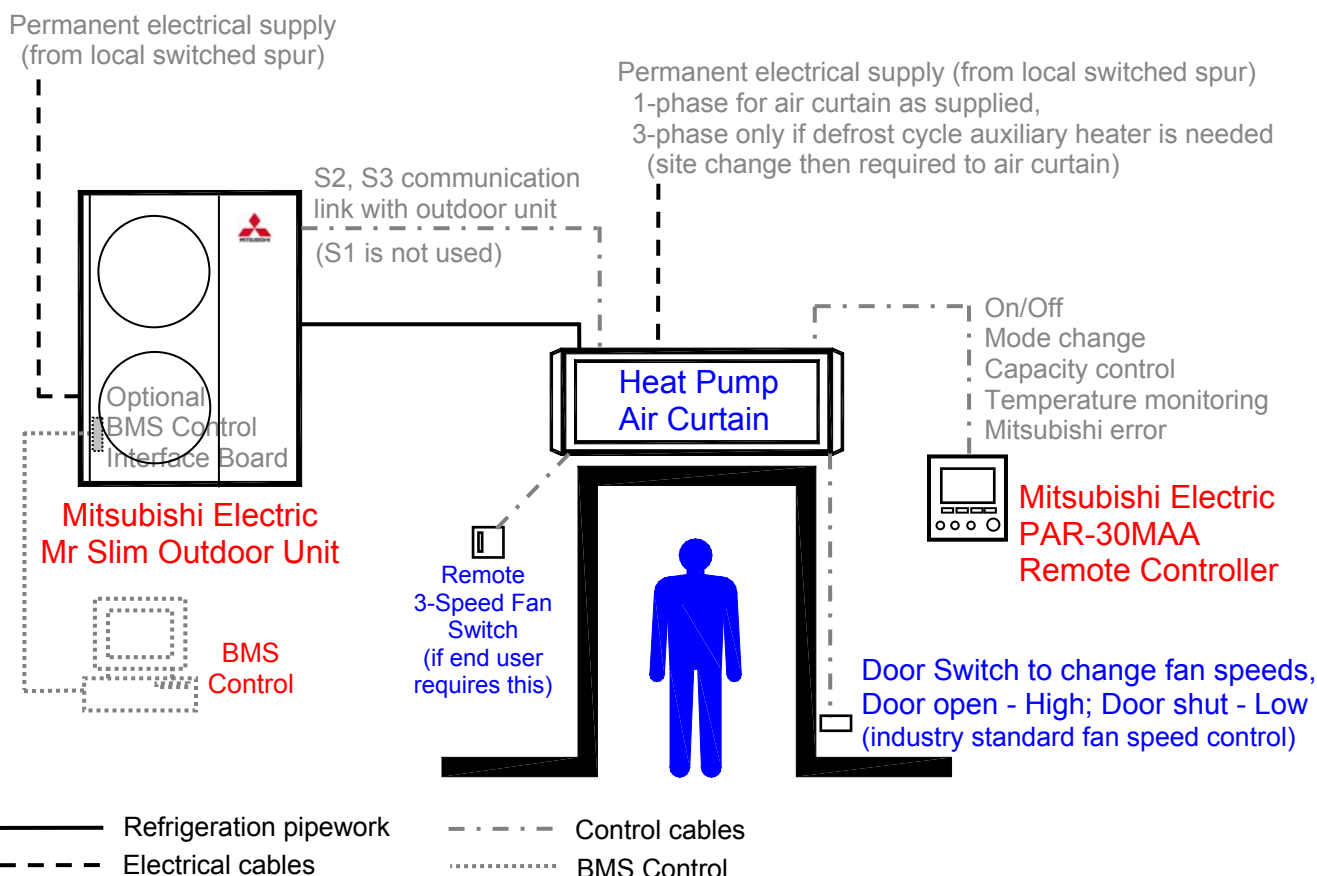 Permanent electrical supply
(from local switched spur)
Permanent electrical supply (from local switched spur)
1-phase for air curtain as supplied,
3-phase only if defrost cycle auxiliary heater is needed
(site change then required to air curtain)
S2, S3 communication
link with outdoor unit
(S1 is not used)
MITSUBISHI
On/Off
Mode change
Capacity control
Temperature monitoring
Mitsubishi error
Heat Pump
Air Curtain
Optional
BMS Control
Interface Board
Mitsubishi Electric
Mr Slim Outdoor Unit
Mitsubishi Electric
PAR-30MAA
Remote Controller
Remote
3-Speed Fan
Switch
(if end user
requires this)
BMS
Control
Door Switch to change fan speeds,
Door open - High; Door shut - Low
(industry standard fan speed control)
Refrigeration pipework
Control cables
Electrical cables
BMS Control